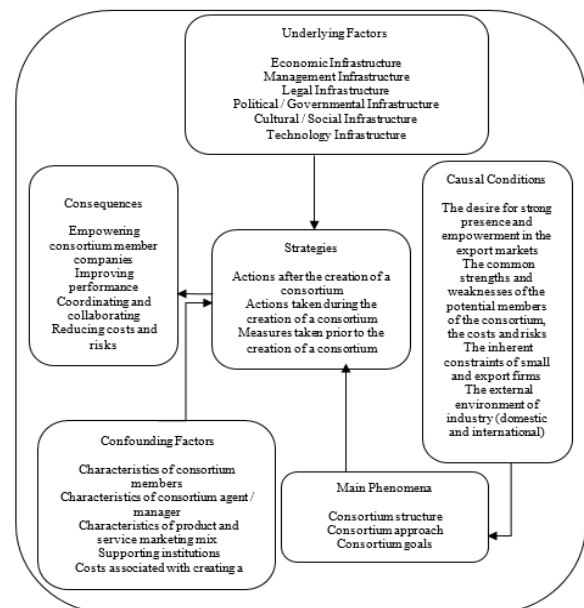 Underlying Factors
Economic Infrastructure
Management Infrastructure
Legal Infrastructure
Political / Governmental Infrastructure
Cultural / Social Infrastructure
Technology Infrastructure
Consequences
Empowering
consortium member
companies
Improving
performance
Coordinating and
collaborating
Reducing costs and
risks
Strategies
Actions after the creation of a
consortium
Actions taken during the
creation of a consortium
Measures taken prior to the
creation of a consortium
Causal Conditions
The desire for strong
presence and
empowerment in the
export markets
The common
strengths and
weaknesses of the
potential members
of the consortium,
the costs and risks
The inherent
constraints of small
and export firms
The external
environment of
industry (domestic
and international)
Confounding Factors
Characteristics of consortium
members
Characteristics of consortium agent /
manager
Characteristics of product and
service marketing mix
Supporting institutions
Costs associated with creating a
Main Phenomena
Consortium structure
Consortium approach
Consortium goals